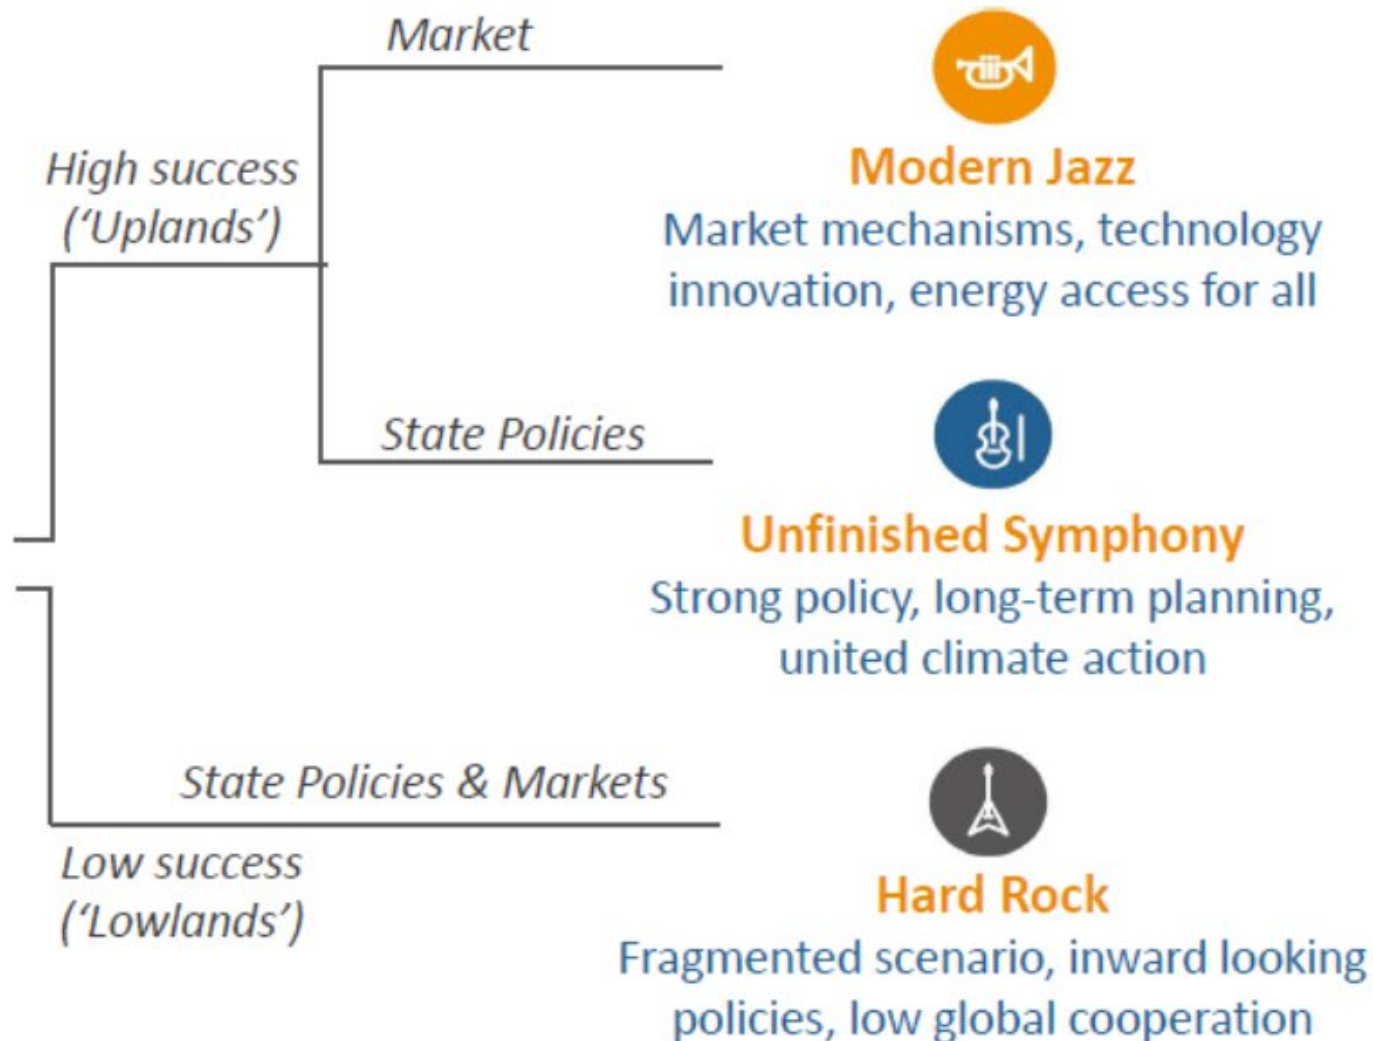 Market
High success
(‘Uplands’)
Modern Jazz
Market mechanisms, technology
innovation, energy access for all
State Policies
Unfinished Symphony
Strong policy, long-term planning,
united climate action
State Policies & Markets
Low success
(‘Lowlands’)
Hard Rock
Fragmented scenario, inward looking
policies, low global cooperation